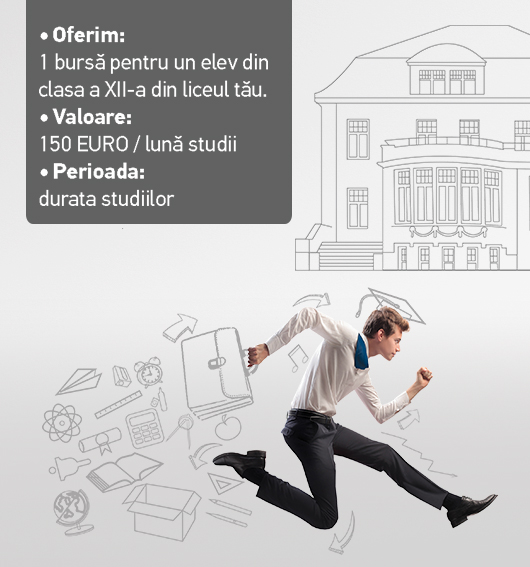 • Oferim:
1 bursă pentru un elev din
clasa a XII-a din liceul tău.
• Valoare:
150 EURO / lună studii
• Perioada:
durata studiilor